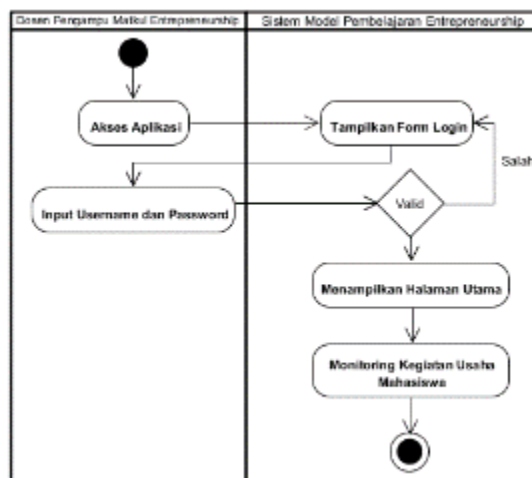 Dosen Pengampu Matkul Entrepreneurship
Sistem Model Pembelajaran Entrepreneurship
Akses Aplikasi
Tampilkan Form Login
Salah
Input Username dan Password
Valid
Menampilkan Halaman Utama
Monitoring Kegiatan Usaha
Mahasiswa